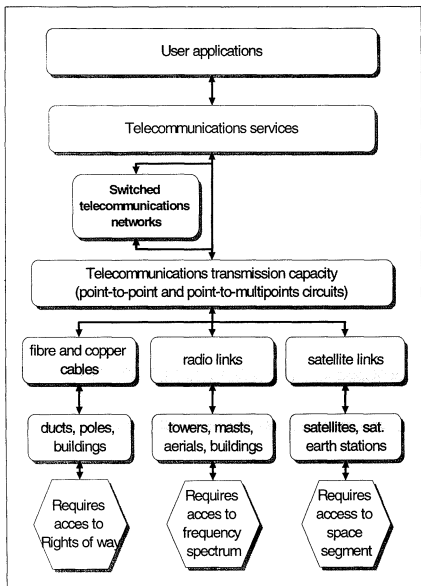 User applications
Telecommunications services
Switched
telecommunications
networks
Telecommunications transmission capacity
(point-to-point and point-to-multipoints circuits)
fibre and copper
cables
radio links
satellite links
ducts, poles,
buildings
towers, masts,
aerials, buildings
satellites, sat.
earth stations
Requires
acces to
Rights of way
Requires
acces to
frequency
spectrum
Requires
access to
space
segment